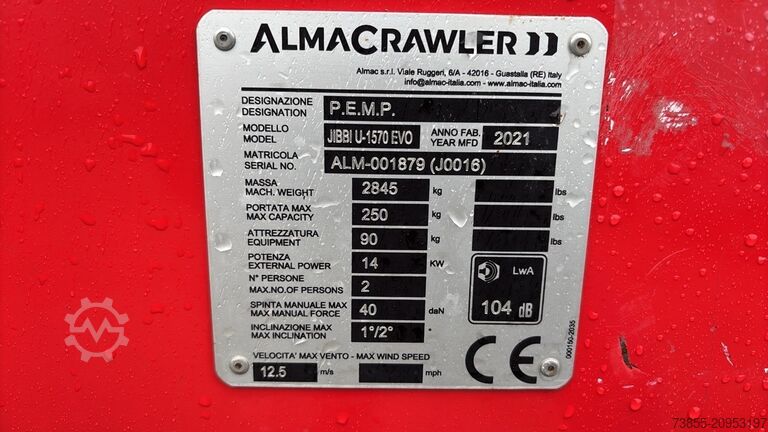 ALMACRAWLER
Almac s.r.l. Viale Ruggeri, 6/A - 42016 - Guastalla (RE) Italy
info@almac-italia.com - www.almac-italia.com
DESIGNAZIONE
DESIGNATION P.E.M.P.
MODELLO
MODEL JIBBI U-1570 EVO ANNO FAB.
YEAR MFD 2021
MATRICOLA
SERIAL NO. ALM-001879 (J0016)
MASSA
MACH. WEIGHT 2845 kg lbs
PORTATA MAX
MAX CAPACITY 250 kg lbs
ATTREZZATURA
EQUIPMENT 90 kg lbs
POTENZA
EXTERNAL POWER 14 KW
N° PERSONE
MAX.NO.OF PERSONS 2
LwA
104 dB
SPINTA MANUALE MAX
MAX MANUAL FORCE 40 daN
INCLINAZIONE MAX
MAX INCLINATION 1°/2° °
VELOCITA' MAX VENTO - MAX WIND SPEED
12.5 m/s mph
CE
000150-2035
73855-20953197